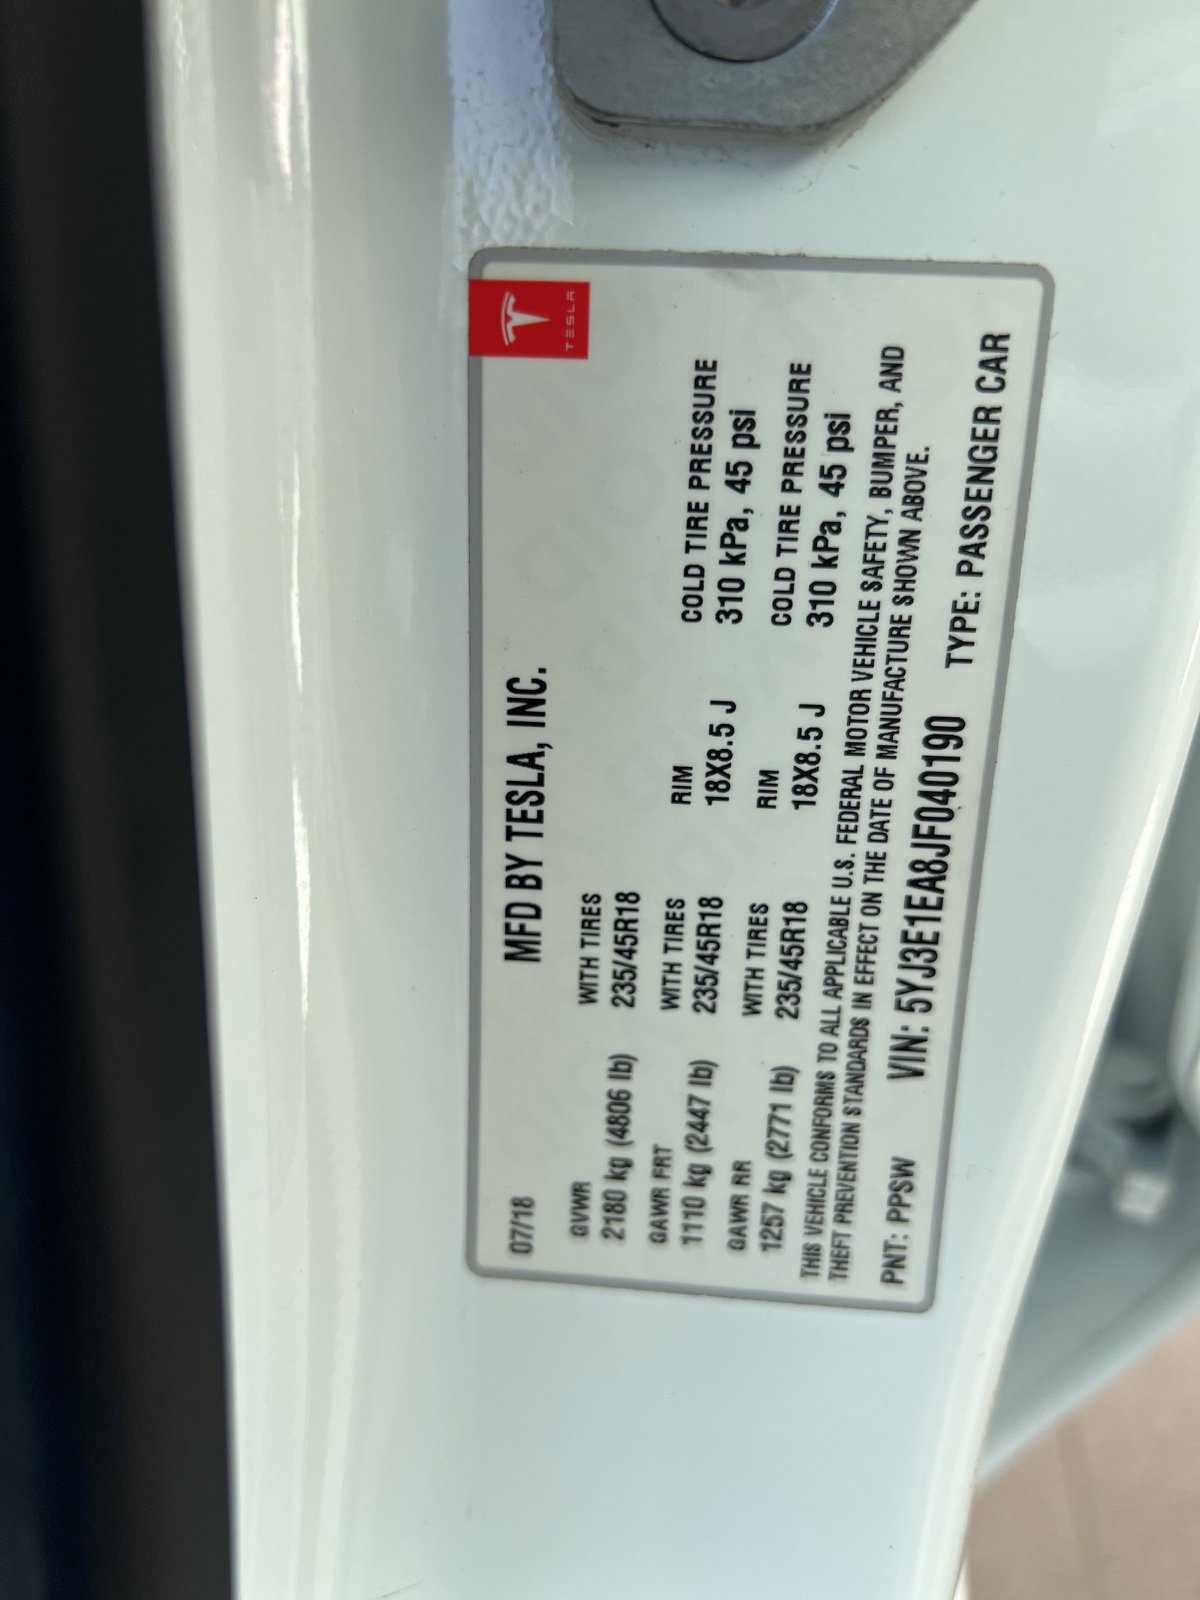 TESLA
07/18 MFD BY TESLA, INC.
GVWR WITH TIRES
2180 kg (4806 lb) 235/45R18
GAWR FRT WITH TIRES RIM COLD TIRE PRESSURE
1110 kg (2447 lb) 235/45R18 18X8.5 J 310 kPa, 45 psi
GAWR RR WITH TIRES RIM COLD TIRE PRESSURE
1257 kg (2771 lb) 235/45R18 18X8.5 J 310 kPa, 45 psi
THIS VEHICLE CONFORMS TO ALL APPLICABLE U.S. FEDERAL MOTOR VEHICLE SAFETY, BUMPER, AND
THEFT PREVENTION STANDARDS IN EFFECT ON THE DATE OF MANUFACTURE SHOWN ABOVE.
PNT: PPSW VIN: 5YJ3E1EA8JF040190 TYPE: PASSENGER CAR